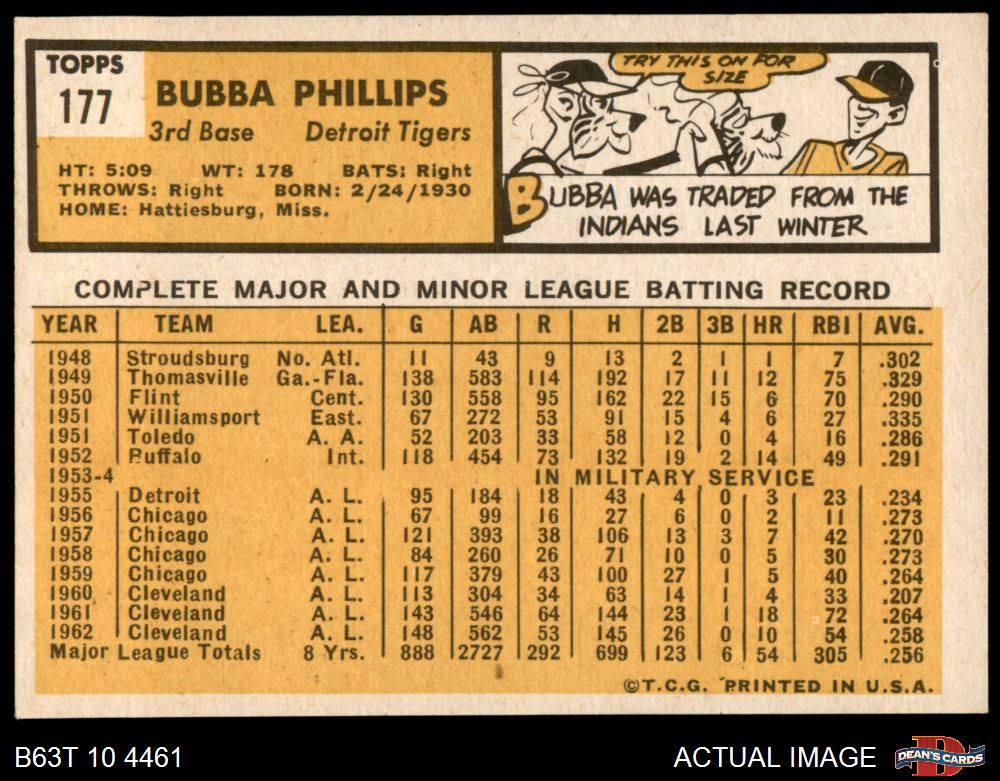 TOPPS
177
BUBBA PHILLIPS
3rd Base Detroit Tigers
HT: 5:09 WT: 178 BATS: Right
THROWS: Right BORN: 2/24/1930
HOME: Hattiesburg, Miss.
TRY THIS ON FOR
SIZE
BUBBA WAS TRADED FROM THE
INDIANS LAST WINTER
COMPLETE MAJOR AND MINOR LEAGUE BATTING RECORD
YEAR TEAM LEA. G AB R H 2B 3B HR RBI AVG.
1948 Stroudsburg No. Atl. 11 43 9 13 2 1 1 7 .302
1949 Thomasville Ga.-Fla. 138 583 114 192 17 11 12 75 .329
1950 Flint Cent. 130 558 95 162 22 15 6 70 .290
1951 Williamsport East. 67 272 53 91 15 4 6 27 .335
1951 Toledo A. A. 52 203 33 58 12 0 4 16 .286
1952 Buffalo Int. 118 454 73 132 19 2 14 49 .291
1953-4 IN MILITARY SERVICE
1955 Detroit A. L. 95 184 18 43 4 0 3 23 .234
1956 Chicago A. L. 67 99 16 27 6 0 2 11 .273
1957 Chicago A. L. 121 393 38 106 13 3 7 42 .270
1958 Chicago A. L. 84 260 26 71 10 0 5 30 .273
1959 Chicago A. L. 117 379 43 100 27 1 5 40 .264
1960 Cleveland A. L. 113 304 34 63 14 1 4 33 .207
1961 Cleveland A. L. 143 546 64 144 23 1 18 72 .264
1962 Cleveland A. L. 148 562 53 145 26 0 10 54 .258
Major League Totals 8 Yrs. 888 2727 292 699 123 6 54 305 .256
©T.C.G. PRINTED IN U.S.A.
B63T 10 4461
ACTUAL IMAGE
D
DEAN'S CARDS